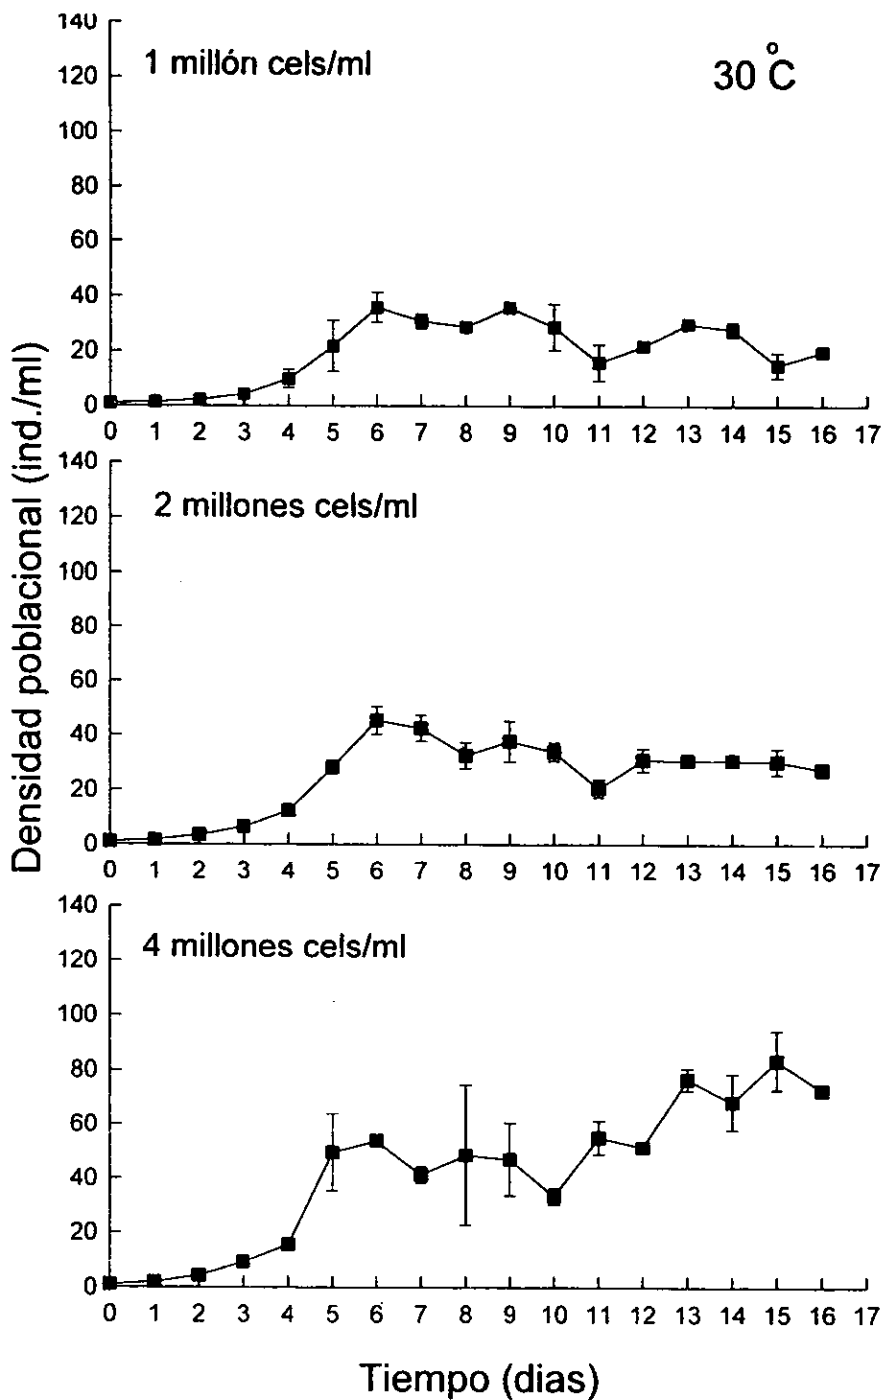 140
1 millón cels/ml
30 °C
120
100
80
60
40
20
0
0 1 2 3 4 5 6 7 8 9 10 11 12 13 14 15 16 17
Densidad poblacional (ind./ml)
140
2 millones cels/ml
120
100
80
60
40
20
0
0 1 2 3 4 5 6 7 8 9 10 11 12 13 14 15 16 17
140
4 millones cels/ml
120
100
80
60
40
20
0
0 1 2 3 4 5 6 7 8 9 10 11 12 13 14 15 16 17
Tiempo (dias)